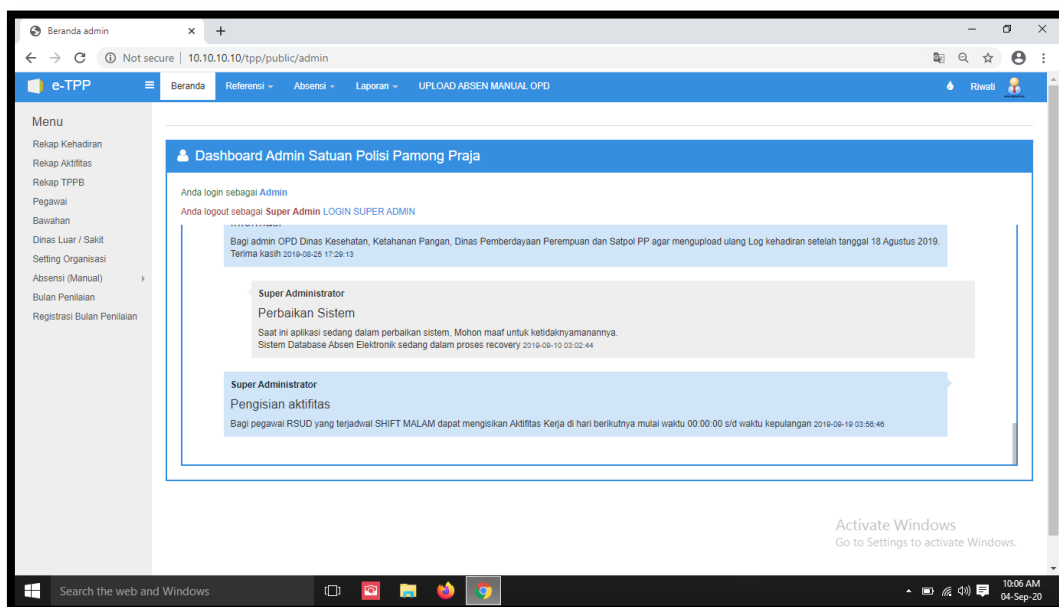 Beranda admin
Not secure | 10.10.10.10/tpp/public/admin
e-TPP
Beranda Referensi Absensi Laporan UPLOAD ABSEN MANUAL OPD Riwati
Menu
Rekap Kehadiran
Rekap Aktifitas
Rekap TPPB
Pegawai
Bawahan
Dinas Luar / Sakit
Setting Organisasi
Absensi (Manual)
Bulan Penilaian
Registrasi Bulan Penilaian
Dashboard Admin Satuan Polisi Pamong Praja
Anda login sebagai Admin
Anda logout sebagai Super Admin LOGIN SUPER ADMIN
Informasi
Bagi admin OPD Dinas Kesehatan, Ketahanan Pangan, Dinas Pemberdayaan Perempuan dan Satpol PP agar mengupload ulang Log kehadiran setelah tanggal 18 Agustus 2019.
Terima kasih 2019-08-25 17:29:13
Super Administrator
Perbaikan Sistem
Saat ini aplikasi sedang dalam perbaikan sistem, Mohon maaf untuk ketidaknyamanannya.
Sistem Database Absen Elektronik sedang dalam proses recovery 2019-09-10 03:02:44
Super Administrator
Pengisian aktifitas
Bagi pegawai RSUD yang terjadwal SHIFT MALAM dapat mengisikan Aktifitas Kerja di hari berikutnya mulai waktu 00:00:00 s/d waktu kepulangan 2019-09-19 03:56:46
Activate Windows
Go to Settings to activate Windows.
Search the web and Windows
10:06 AM
04-Sep-20